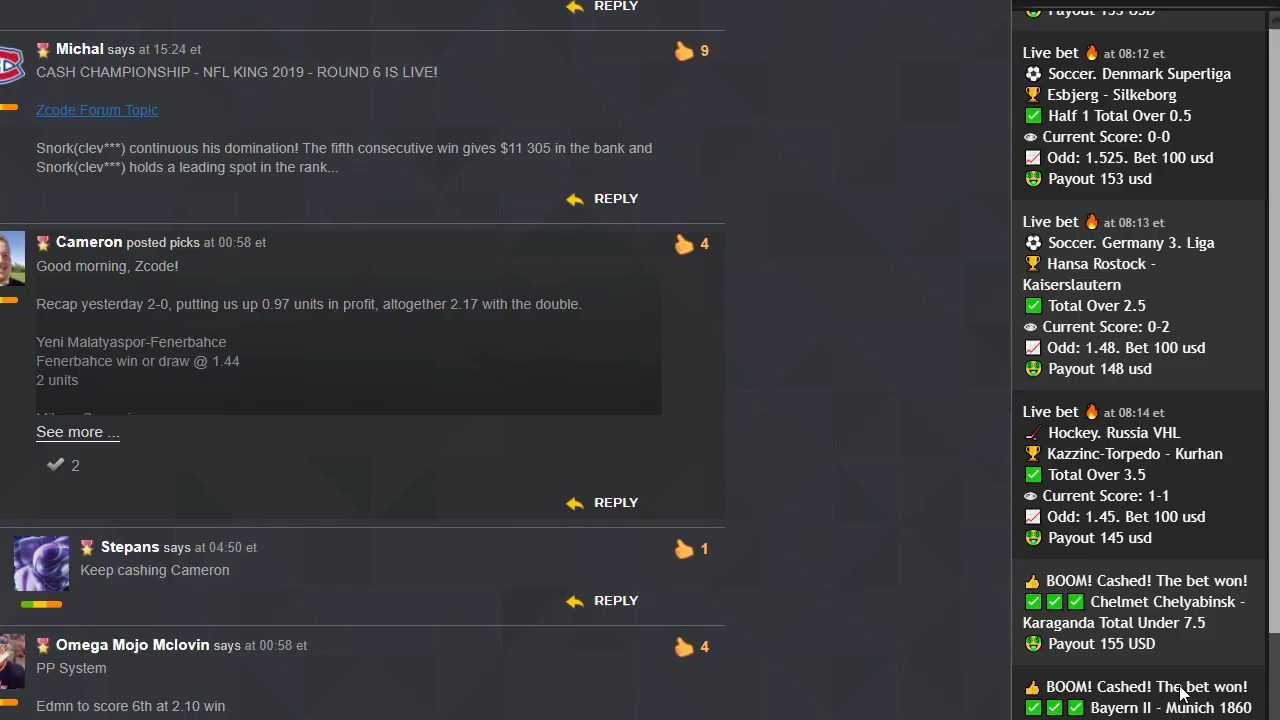 REPLY
Michal says at 15:24 et
9
CASH CHAMPIONSHIP - NFL KING 2019 - ROUND 6 IS LIVE!
Zcode Forum Topic
Snork(clev***) continuous his domination! The fifth consecutive win gives $11 305 in the bank and
Snork(clev***) holds a leading spot in the rank...
REPLY
Cameron posted picks at 00:58 et
4
Good morning, Zcode!
Recap yesterday 2-0, putting us up 0.97 units in profit, altogether 2.17 with the double.
Yeni Malatyaspor-Fenerbahce
Fenerbahce win or draw @ 1.44
2 units
See more ...
2
REPLY
Stepans says at 04:50 et
1
Keep cashing Cameron
REPLY
Omega Mojo Mclovin says at 00:58 et
4
PP System
Edmn to score 6th at 2.10 win
Payout 153 USD
Live bet at 08:12 et
Soccer. Denmark Superliga
Esbjerg - Silkeborg
Half 1 Total Over 0.5
Current Score: 0-0
Odd: 1.525. Bet 100 usd
Payout 153 usd
Live bet at 08:13 et
Soccer. Germany 3. Liga
Hansa Rostock -
Kaiserslautern
Total Over 2.5
Current Score: 0-2
Odd: 1.48. Bet 100 usd
Payout 148 usd
Live bet at 08:14 et
Hockey. Russia VHL
Kazzinc-Torpedo - Kurhan
Total Over 3.5
Current Score: 1-1
Odd: 1.45. Bet 100 usd
Payout 145 usd
BOOM! Cashed! The bet won!
Chelmet Chelyabinsk -
Karaganda Total Under 7.5
Payout 155 USD
BOOM! Cashed! The bet won!
Bayern II - Munich 1860